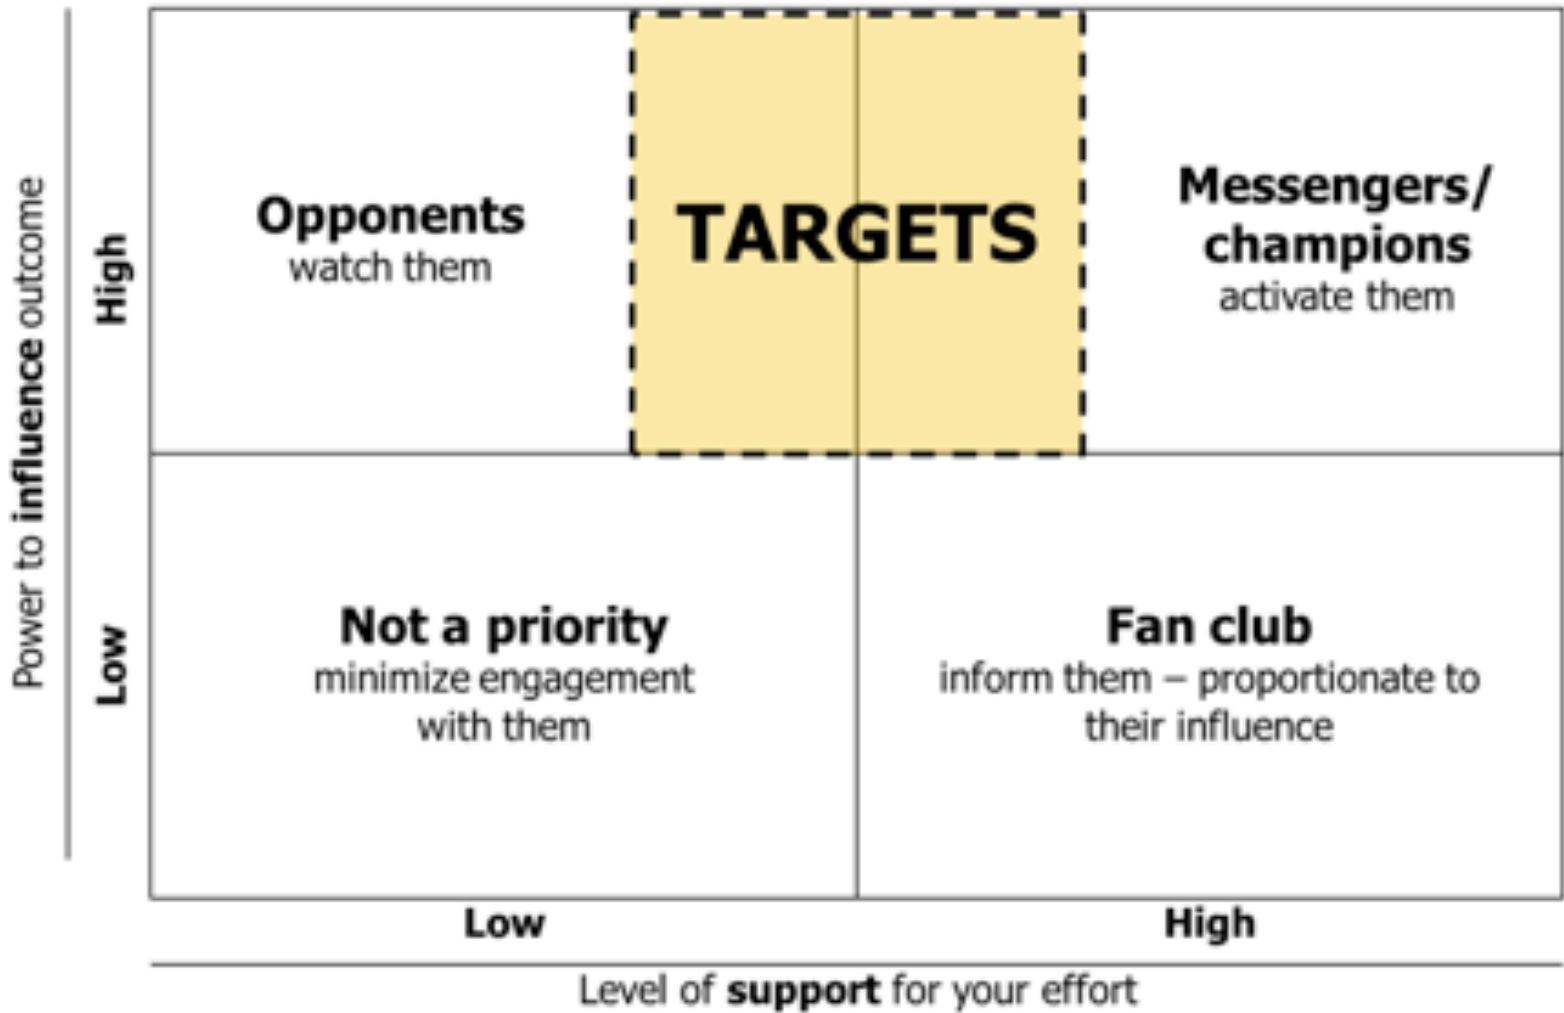 Power to influence outcome
High
Low
Opponents
watch them
TARGETS
Messengers/
champions
activate them
Not a priority
minimize engagement
with them
Fan club
inform them – proportionate to
their influence
Low
High
Level of support for your effort